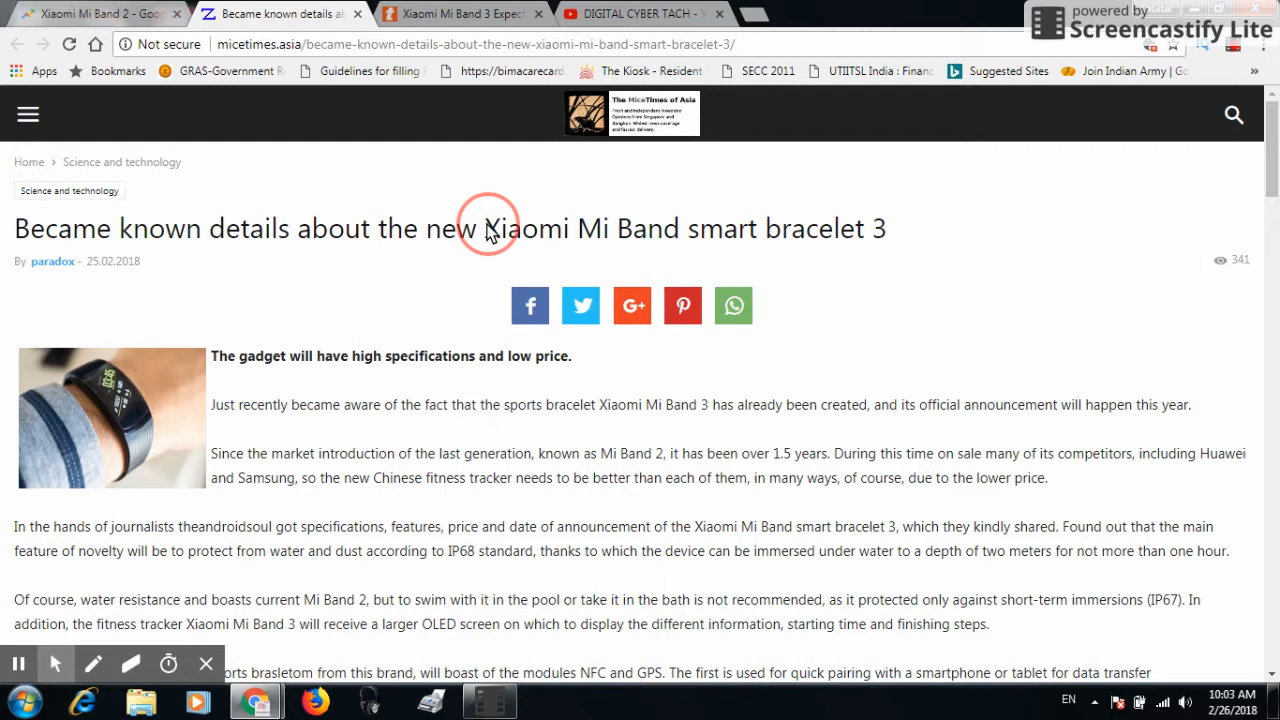 powered by
Screencastify Lite
Xiaomi Mi Band 2 - Goo
Became known details ab
Xiaomi Mi Band 3 Expect
DIGITAL CYBER TACH - Y
Not secure
micetimes.asia/became-known-details-about-the-new-xiaomi-mi-band-smart-bracelet-3/
Apps
Bookmarks
GRAS-Government R
Guidelines for filling
https://bimacarecard.
The Kiosk - Resident
SECC 2011
UTIITSL India : Financ
Suggested Sites
Join Indian Army | Go
»
The MiceTimes of Asia
Fresh and Independent News and
Opinions from Singapore and
Bangkok. Widest news coverage
and fastest delivery.
Home > Science and technology
Science and technology
Became known details about the new Xiaomi Mi Band smart bracelet 3
By paradox - 25.02.2018
341
The gadget will have high specifications and low price.
Just recently became aware of the fact that the sports bracelet Xiaomi Mi Band 3 has already been created, and its official announcement will happen this year.
Since the market introduction of the last generation, known as Mi Band 2, it has been over 1.5 years. During this time on sale many of its competitors, including Huawei
and Samsung, so the new Chinese fitness tracker needs to be better than each of them, in many ways, of course, due to the lower price.
In the hands of journalists theandroidsoul got specifications, features, price and date of announcement of the Xiaomi Mi Band smart bracelet 3, which they kindly shared. Found out that the main
feature of novelty will be to protect from water and dust according to IP68 standard, thanks to which the device can be immersed under water to a depth of two meters for not more than one hour.
Of course, water resistance and boasts current Mi Band 2, but to swim with it in the pool or take it in the bath is not recommended, as it protected only against short-term immersions (IP67). In
addition, the fitness tracker Xiaomi Mi Band 3 will receive a larger OLED screen on which to display the different information, starting time and finishing steps.
orts brasletom from this brand, will boast of the modules NFC and GPS. The first is used for quick pairing with a smartphone or tablet for data transfer
EN
10:03 AM
2/26/2018